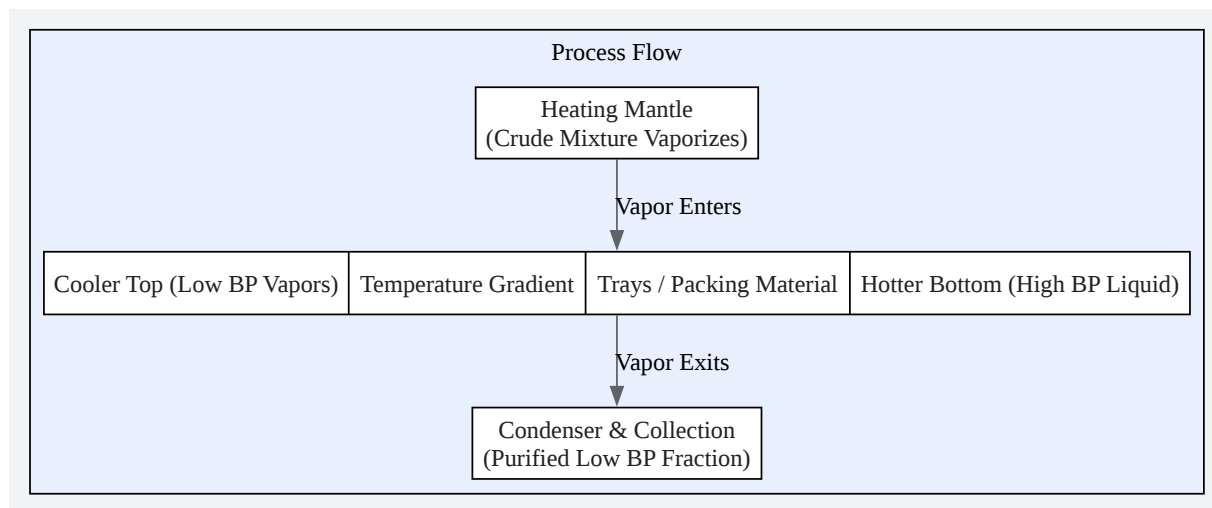 Process Flow
Heating Mantle
(Crude Mixture Vaporizes)
Vapor Enters
Cooler Top (Low BP Vapors)
Temperature Gradient
Trays / Packing Material
Hotter Bottom (High BP Liquid)
Vapor Exits
Condenser & Collection
(Purified Low BP Fraction)